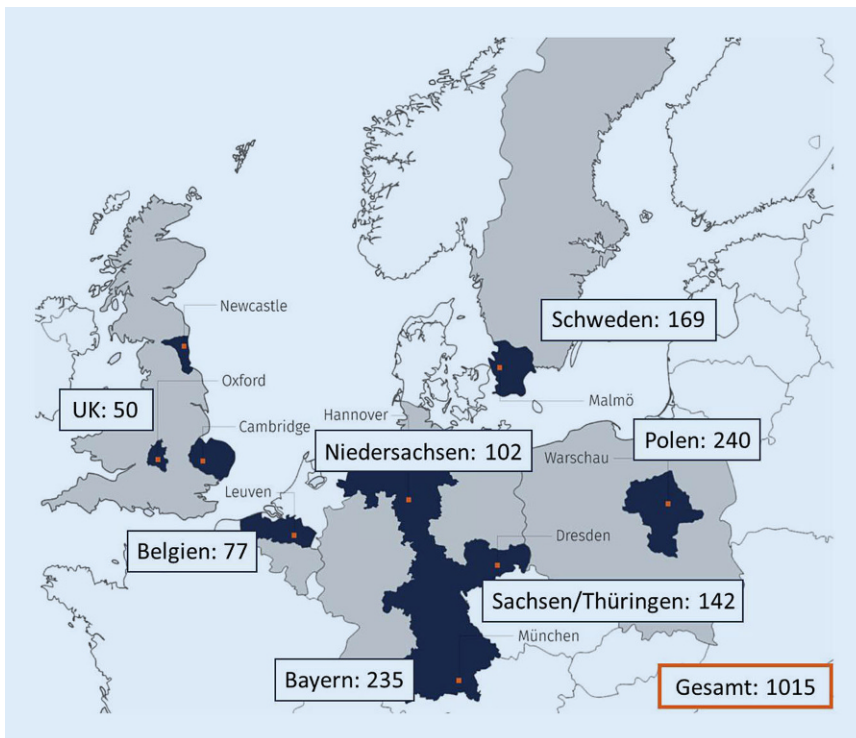 Newcastle
Schweden: 169
Oxford
UK: 50
Malmö
Hannover
Cambridge
Niedersachsen: 102
Polen: 240
Warschau
Leuven
Belgien: 77
Dresden
Sachsen/Thüringen: 142
München
Bayern: 235
Gesamt: 1015